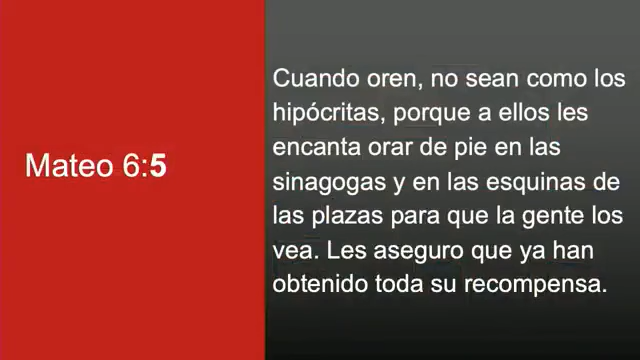 Mateo 6:5
Cuando oren, no sean como los
hipócritas, porque a ellos les
encanta orar de pie en las
sinagogas y en las esquinas de
las plazas para que la gente los
vea. Les aseguro que ya han
obtenido toda su recompensa.